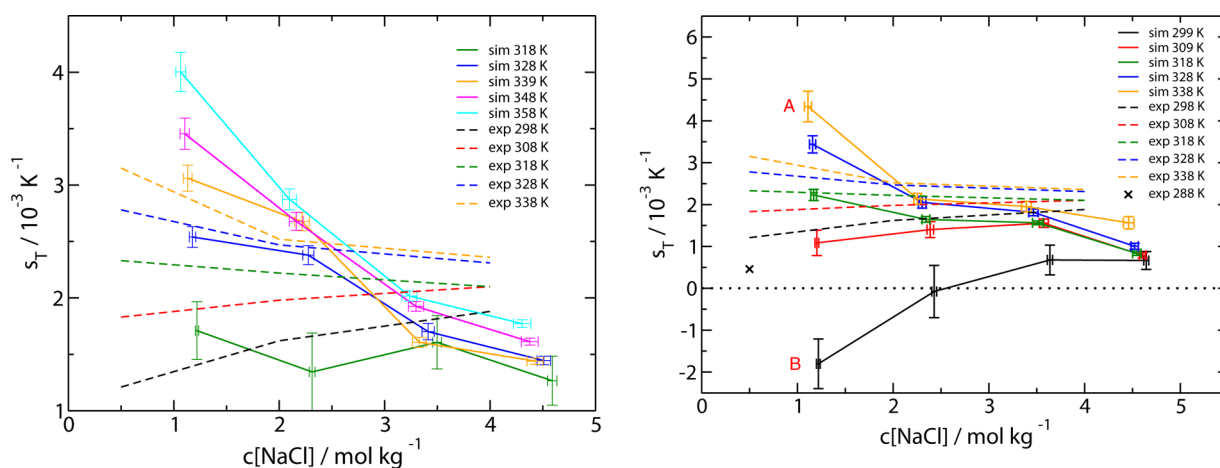 4
3
2
1
0
1
2
3
4
5
s_T / 10^-3 K^-1
c[NaCl] / mol kg^-1
sim 318 K
sim 328 K
sim 339 K
sim 348 K
sim 358 K
exp 298 K
exp 308 K
exp 318 K
exp 328 K
exp 338 K
6
5
4
3
2
1
0
-1
-2
0
1
2
3
4
5
s_T / 10^-3 K^-1
c[NaCl] / mol kg^-1
A
B
sim 299 K
sim 309 K
sim 318 K
sim 328 K
sim 338 K
exp 298 K
exp 308 K
exp 318 K
exp 328 K
exp 338 K
exp 288 K